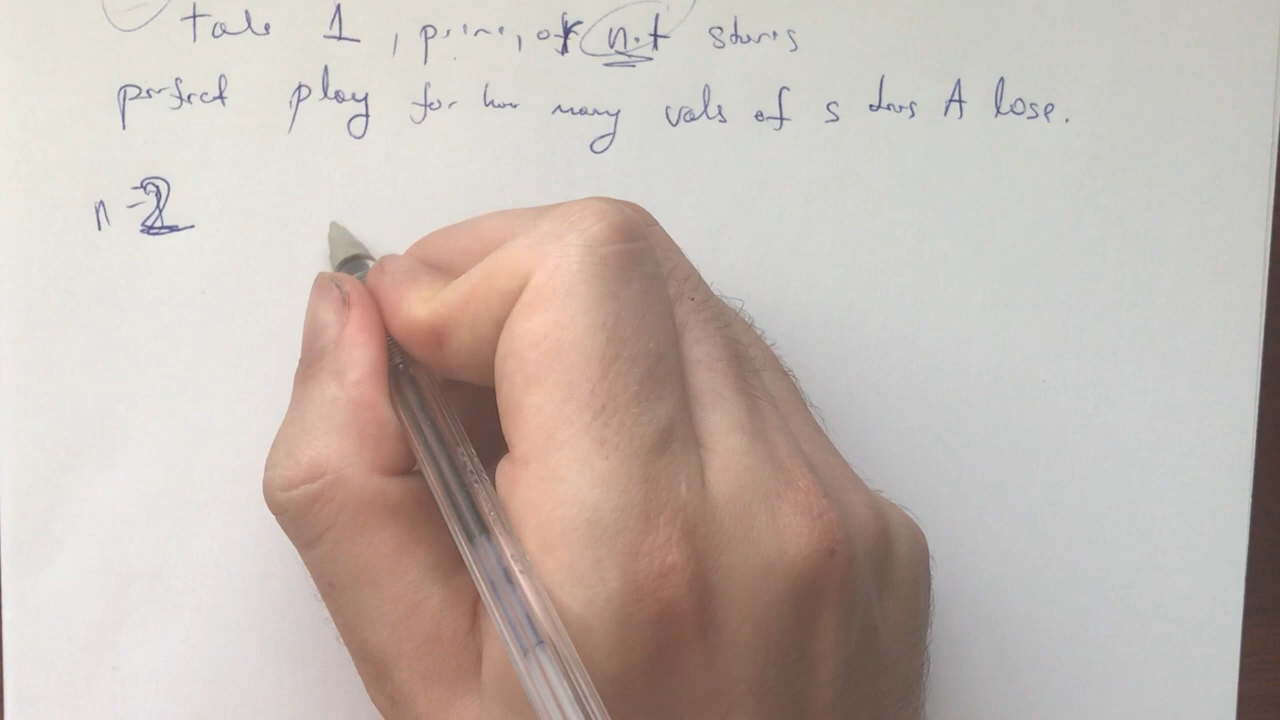 take 1, prime, or n·t stones
perfect play for how many vals of s does A lose.
n = 2